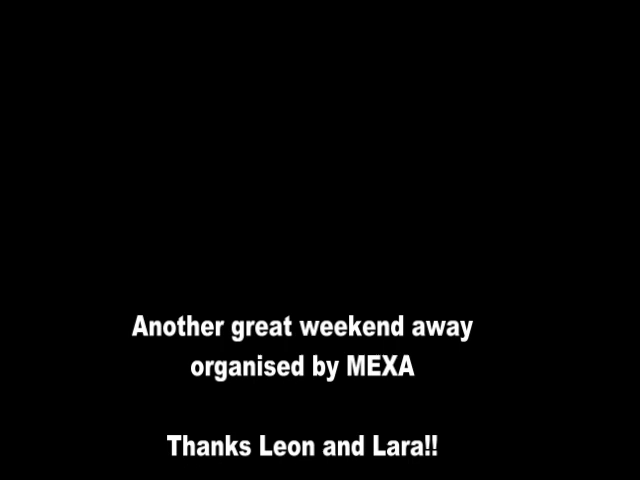 Another great weekend away
organised by MEXA
Thanks Leon and Lara!!